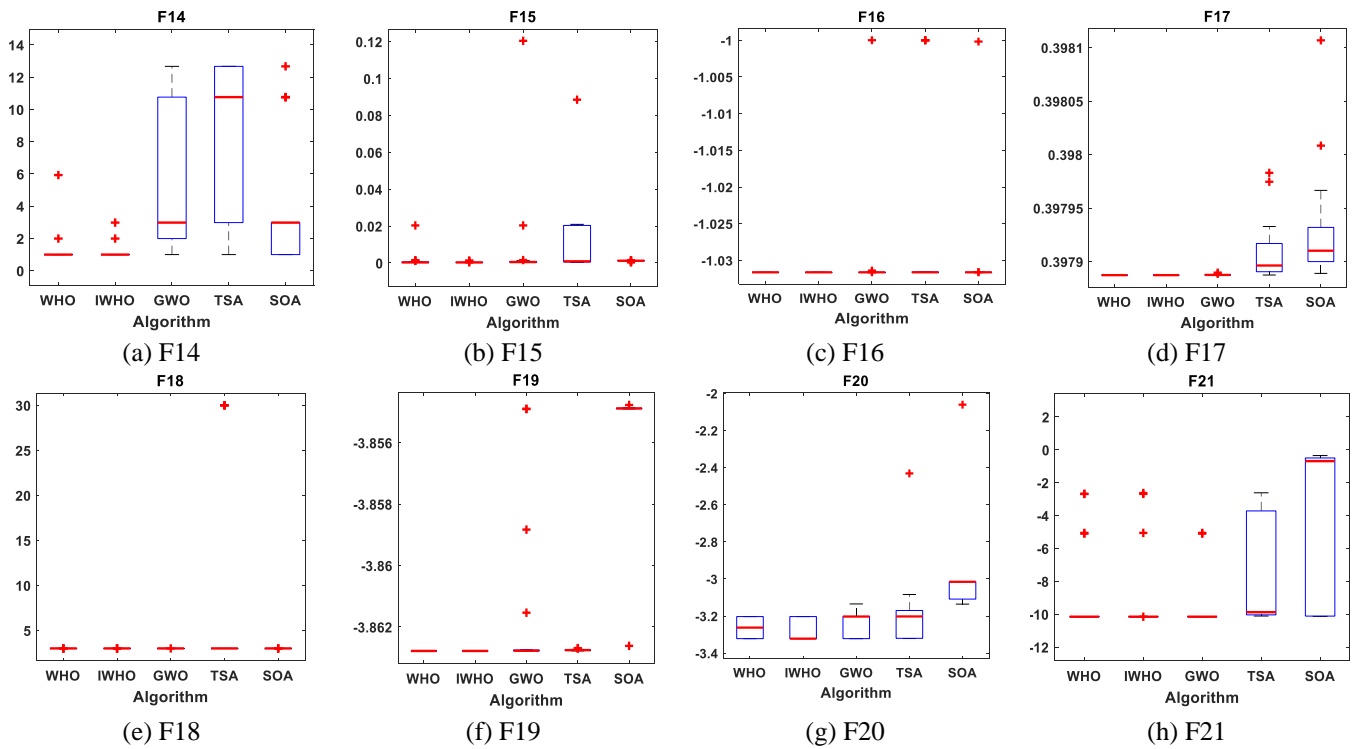 F14
14
12
10
8
6
4
2
0
WHO IWHO GWO TSA SOA
Algorithm
(a) F14
F15
0.12
0.1
0.08
0.06
0.04
0.02
0
WHO IWHO GWO TSA SOA
Algorithm
(b) F15
F16
-1
-1.005
-1.01
-1.015
-1.02
-1.025
-1.03
WHO IWHO GWO TSA SOA
Algorithm
(c) F16
F17
0.3981
0.39805
0.398
0.39795
0.3979
WHO IWHO GWO TSA SOA
Algorithm
(d) F17
F18
30
25
20
15
10
5
WHO IWHO GWO TSA SOA
Algorithm
(e) F18
F19
-3.856
-3.858
-3.86
-3.862
WHO IWHO GWO TSA SOA
Algorithm
(f) F19
F20
-2
-2.2
-2.4
-2.6
-2.8
-3
-3.2
-3.4
WHO IWHO GWO TSA SOA
Algorithm
(g) F20
F21
2
0
-2
-4
-6
-8
-10
-12
WHO IWHO GWO TSA SOA
Algorithm
(h) F21